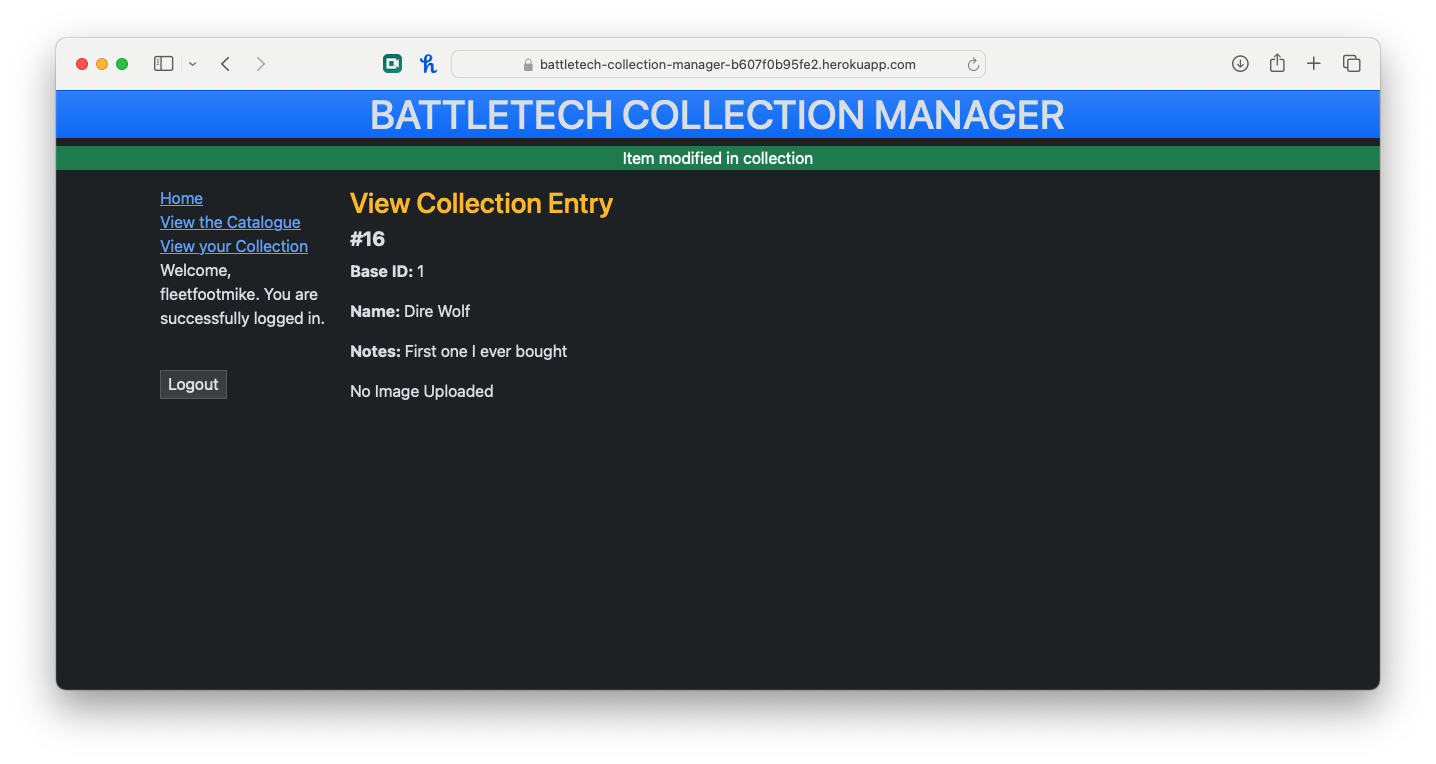 battletech-collection-manager-b607f0b95fe2.herokuapp.com
BATTLETECH COLLECTION MANAGER
Item modified in collection
Home
View the Catalogue
View your Collection
Welcome,
fleetfootmike. You are
successfully logged in.
Logout
View Collection Entry
#16
Base ID: 1
Name: Dire Wolf
Notes: First one I ever bought
No Image Uploaded